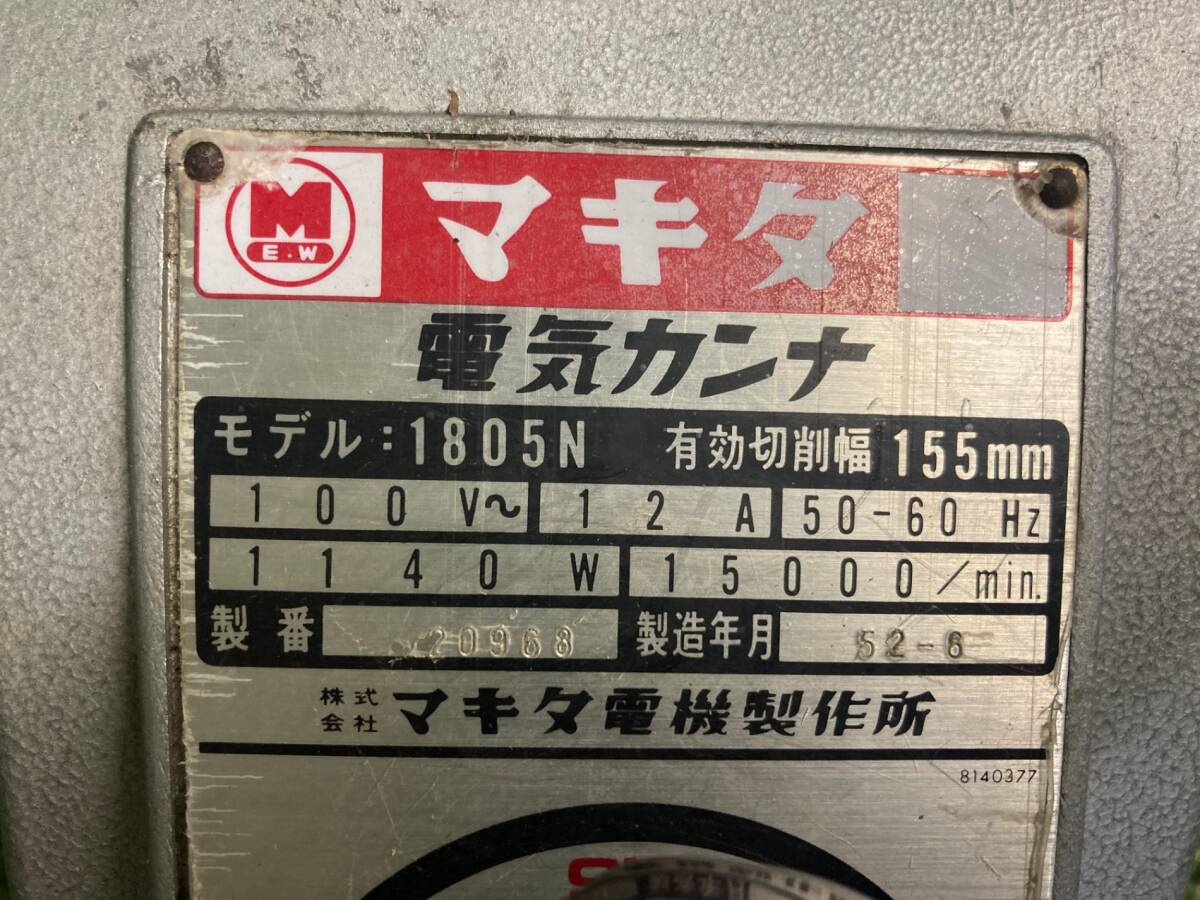 M
E・W
マキタ
電気カンナ
モデル:1805N 有効切削幅 155mm
100V〜 12A 50-60Hz
1140W 15000/min.
製番 20968 製造年月 52-6
株式会社 マキタ電機製作所
8140377